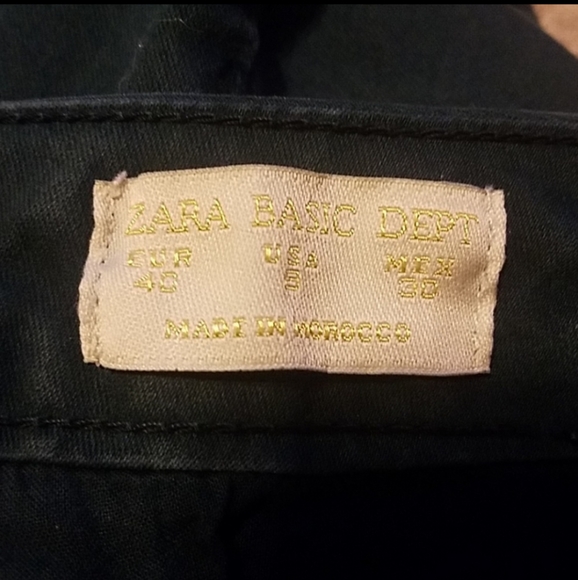 ZARA BASIC DEPT
EUR USA MEX
40 8 30
MADE IN MOROCCO